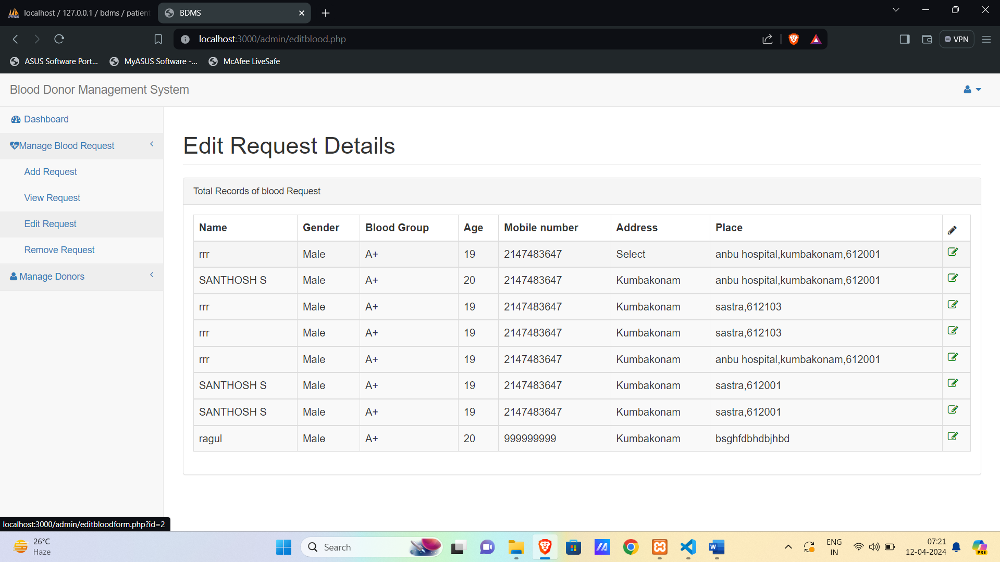 localhost / 127.0.0.1 / bdms / patient
BDMS
localhost:3000/admin/editblood.php
VPN
ASUS Software Port... MyASUS Software -... McAfee LiveSafe
Blood Donor Management System
Dashboard
Manage Blood Request
Add Request
View Request
Edit Request
Remove Request
Manage Donors
Edit Request Details
Total Records of blood Request
Name Gender Blood Group Age Mobile number Address Place
rrr Male A+ 19 2147483647 Select anbu hospital,kumbakonam,612001
SANTHOSH S Male A+ 20 2147483647 Kumbakonam anbu hospital,kumbakonam,612001
rrr Male A+ 19 2147483647 Kumbakonam sastra,612103
rrr Male A+ 19 2147483647 Kumbakonam sastra,612103
rrr Male A+ 19 2147483647 Kumbakonam anbu hospital,kumbakonam,612001
SANTHOSH S Male A+ 19 2147483647 Kumbakonam sastra,612001
SANTHOSH S Male A+ 19 2147483647 Kumbakonam sastra,612001
ragul Male A+ 20 999999999 Kumbakonam bsghfdbhdbjhbd
localhost:3000/admin/editbloodform.php?id=2
26°C
Haze
Search
ENG
IN
07:21
12-04-2024
PRE